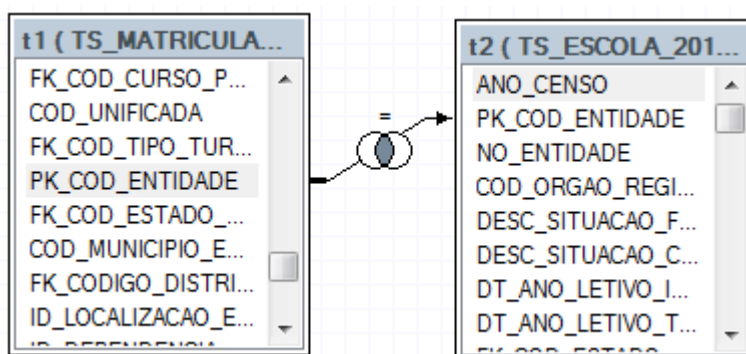 t1 ( TS_MATRICULA...
FK_COD_CURSO_P...
COD_UNIFICADA
FK_COD_TIPO_TUR...
PK_COD_ENTIDADE
FK_COD_ESTADO_...
COD_MUNICIPIO_E...
FK_CODIGO_DISTRI...
ID_LOCALIZACAO_E...
=
t2 ( TS_ESCOLA_201...
ANO_CENSO
PK_COD_ENTIDADE
NO_ENTIDADE
COD_ORGAO_REGI...
DESC_SITUACAO_F...
DESC_SITUACAO_C...
DT_ANO_LETIVO_I...
DT_ANO_LETIVO_T...